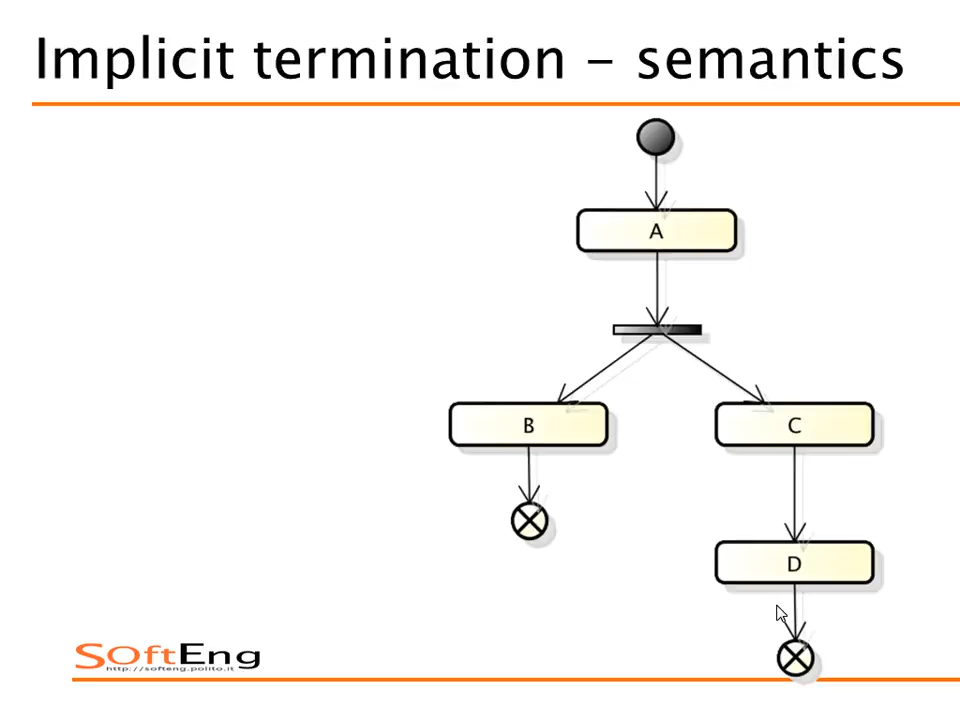 Implicit termination - semantics
A
B
C
D
SOftEng
http://softeng.polito.it